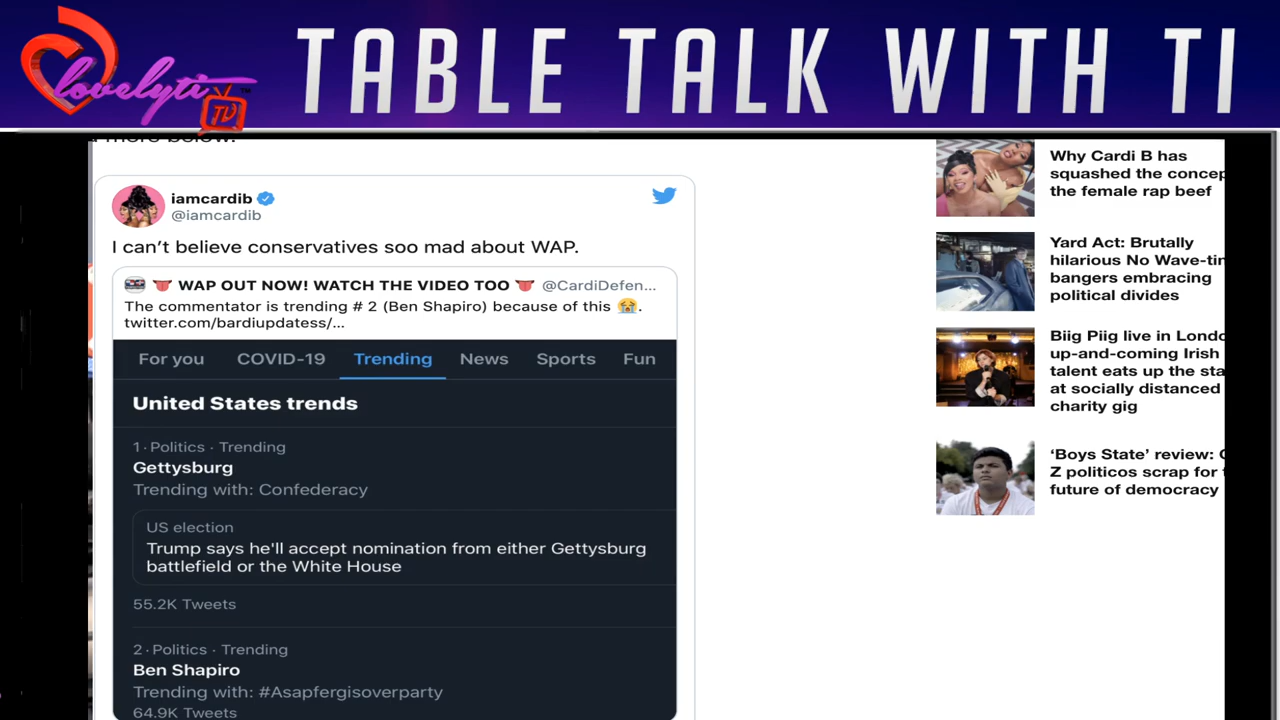 lovelyti TV™
TABLE TALK WITH TI
more below.
iamcardib
@iamcardib
I can’t believe conservatives soo mad about WAP.
WAP OUT NOW! WATCH THE VIDEO TOO @CardiDefen...
The commentator is trending # 2 (Ben Shapiro) because of this 😭.
twitter.com/bardiupdatess/...
For you COVID-19 Trending News Sports Fun
United States trends
1 · Politics · Trending
Gettysburg
Trending with: Confederacy
US election
Trump says he'll accept nomination from either Gettysburg
battlefield or the White House
55.2K Tweets
2 · Politics · Trending
Ben Shapiro
Trending with: #Asapfergisoverparty
64.9K Tweets
Why Cardi B has
squashed the concep
the female rap beef
Yard Act: Brutally
hilarious No Wave-tin
bangers embracing
political divides
Biig Piig live in Londo
up-and-coming Irish
talent eats up the sta
at socially distanced
charity gig
‘Boys State’ review:
Z politicos scrap for
future of democracy